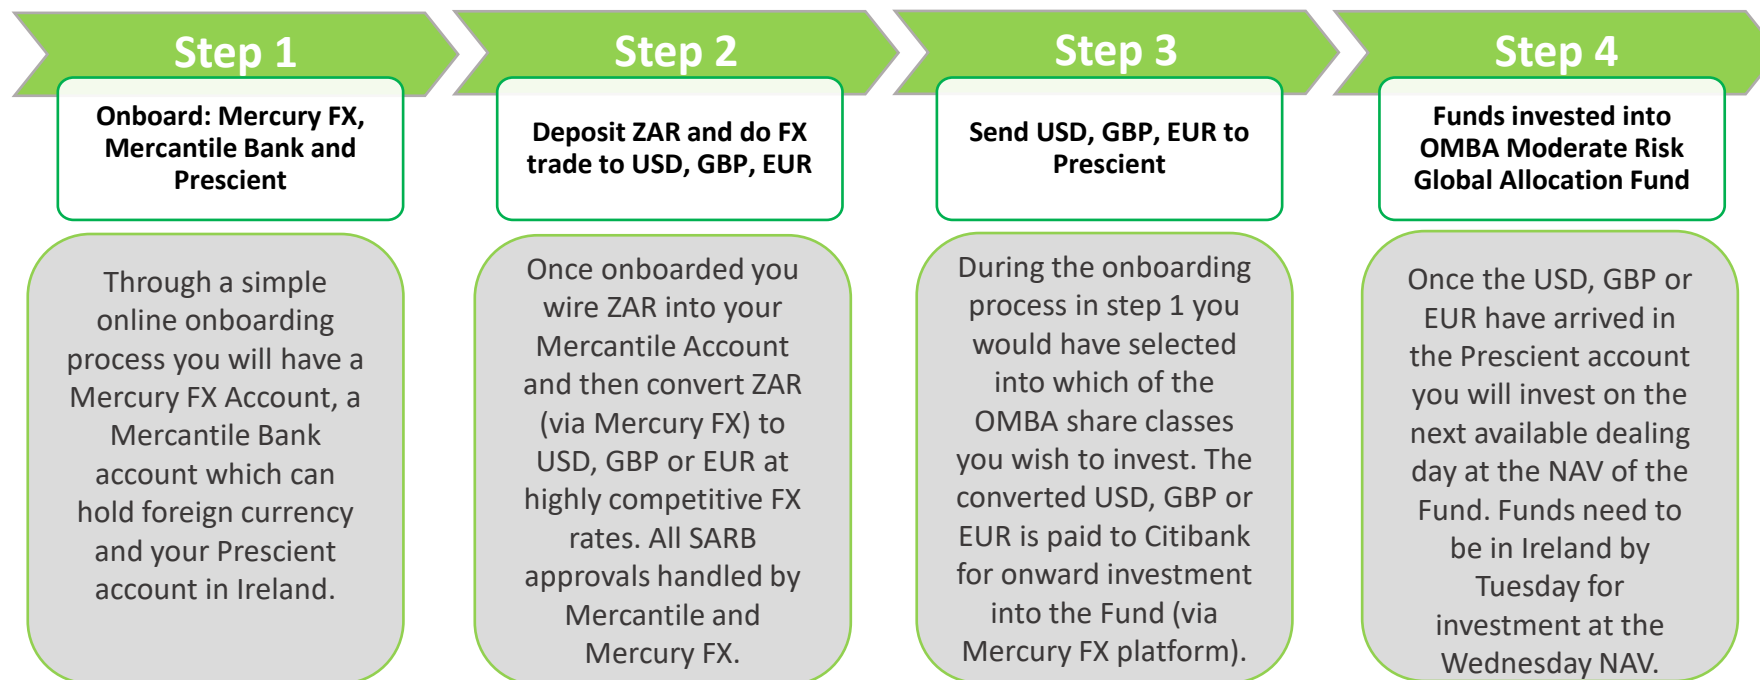 Step 1
Onboard: Mercury FX,
Mercantile Bank and
Prescient
Through a simple
online onboarding
process you will have a
Mercury FX Account, a
Mercantile Bank
account which can
hold foreign currency
and your Prescient
account in Ireland.
Step 2
Deposit ZAR and do FX
trade to USD, GBP, EUR
Once onboarded you
wire ZAR into your
Mercantile Account
and then convert ZAR
(via Mercury FX) to
USD, GBP or EUR at
highly competitive FX
rates. All SARB
approvals handled by
Mercantile and
Mercury FX.
Step 3
Send USD, GBP, EUR to
Prescient
During the onboarding
process in step 1 you
would have selected
into which of the
OMBA share classes
you wish to invest. The
converted USD, GBP or
EUR is paid to Citibank
for onward investment
into the Fund (via
Mercury FX platform).
Step 4
Funds invested into
OMBA Moderate Risk
Global Allocation Fund
Once the USD, GBP or
EUR have arrived in
the Prescient account
you will invest on the
next available dealing
day at the NAV of the
Fund. Funds need to
be in Ireland by
Tuesday for
investment at the
Wednesday NAV.